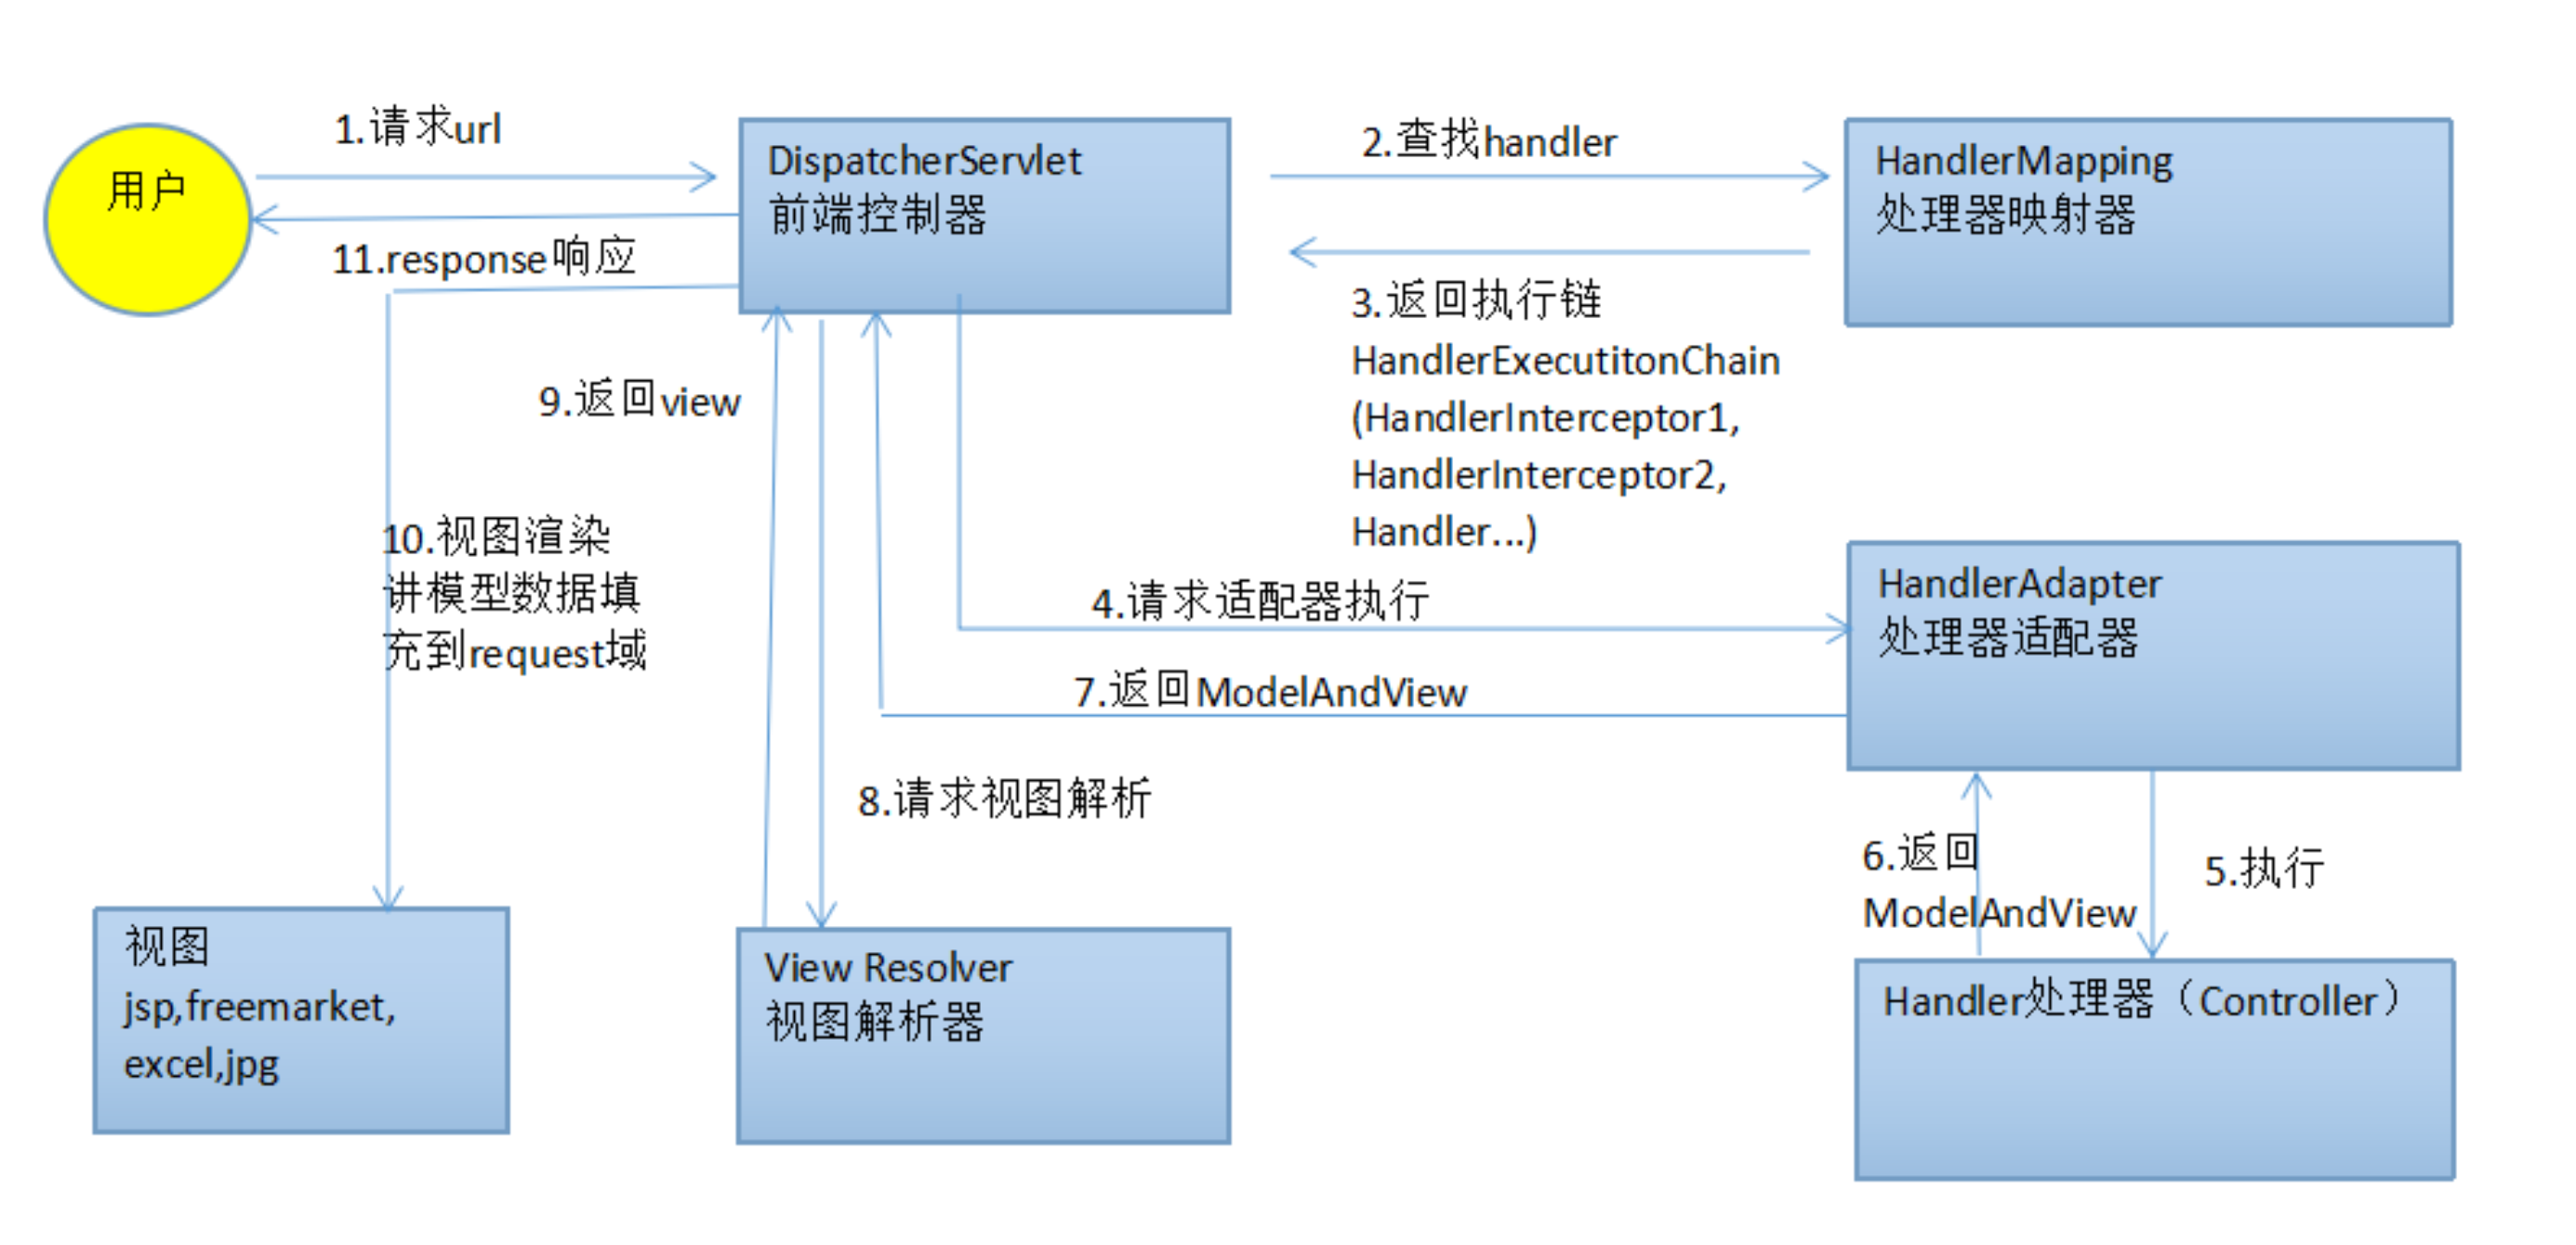 用户
1.请求url
11.response响应
DispatcherServlet
前端控制器
2.查找handler
HandlerMapping
处理器映射器
3.返回执行链
HandlerExecutitonChain
(HandlerInterceptor1,
HandlerInterceptor2,
Handler...)
9.返回view
10.视图渲染
讲模型数据填
充到request域
4.请求适配器执行
HandlerAdapter
处理器适配器
7.返回ModelAndView
8.请求视图解析
6.返回
ModelAndView
5.执行
视图
jsp,freemarket,
excel,jpg
View Resolver
视图解析器
Handler处理器（Controller）